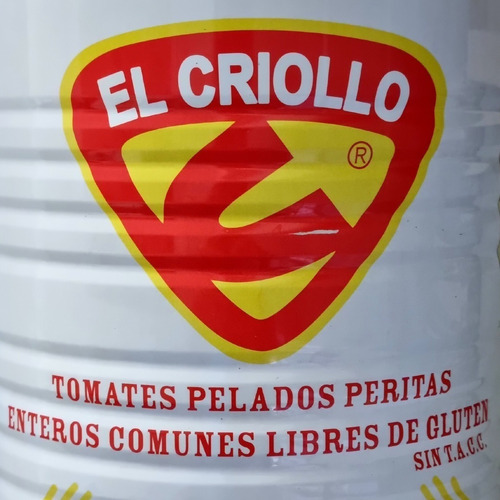 EL CRIOLLO
®
TOMATES PELADOS PERITAS
ENTEROS COMUNES LIBRES DE GLUTEN
SIN T.A.C.C.